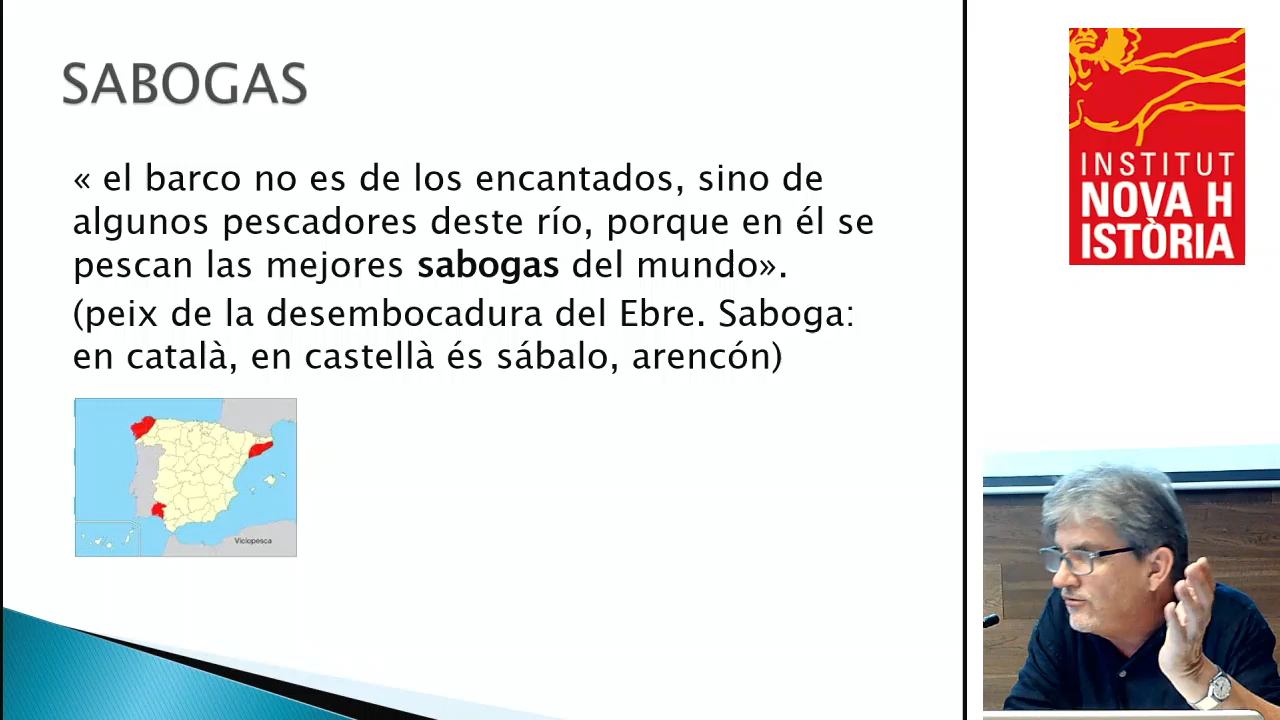 SABOGAS
« el barco no es de los encantados, sino de
algunos pescadores deste río, porque en él se
pescan las mejores sabogas del mundo».
(peix de la desembocadura del Ebre. Saboga:
en català, en castellà és sábalo, arencón)
Viciopesca
INSTITUT
NOVA H
ISTÒRIA